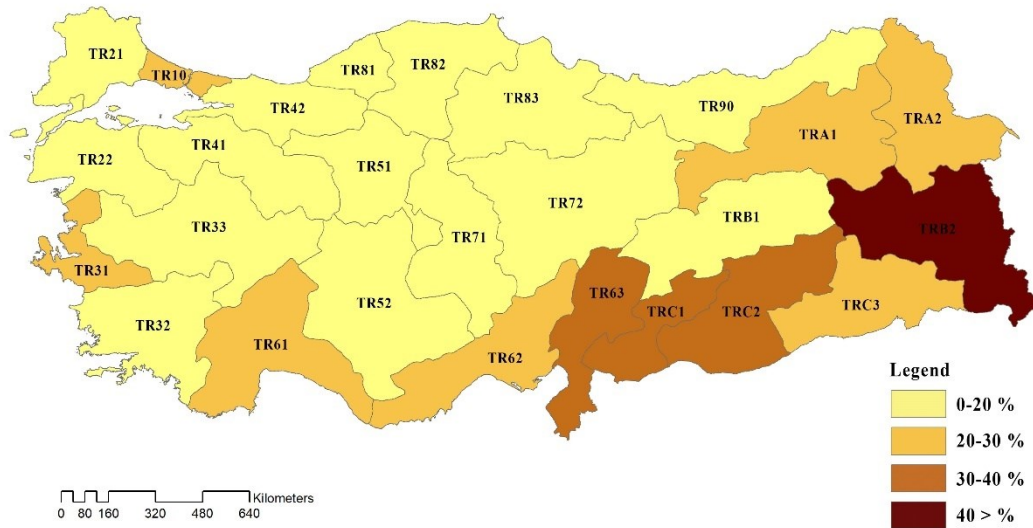 TR21
TR10
TR81
TR82
TR42
TR83
TR90
TRA1
TRA2
TR22
TR41
TR51
TR33
TR72
TRB1
TRB2
TR71
TR31
TR63
TRC1
TRC2
TRC3
TR32
TR52
TR61
TR62
Legend
0-20 %
20-30 %
30-40 %
40 > %
Kilometers
0 80 160 320 480 640